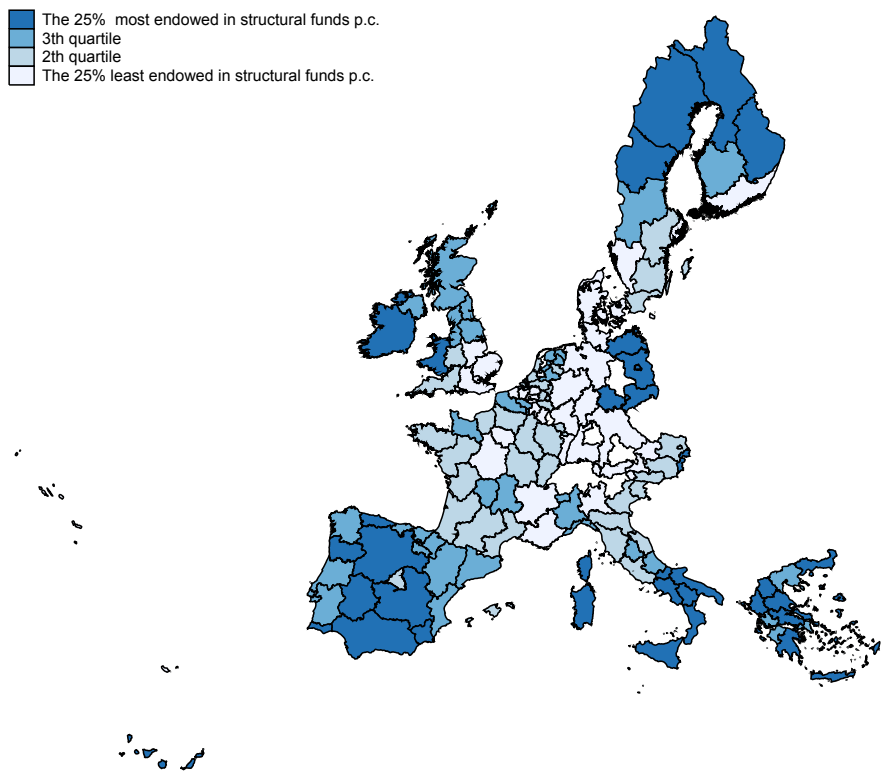 The 25%  most endowed in structural funds p.c.
3th quartile
2th quartile
The 25% least endowed in structural funds p.c.